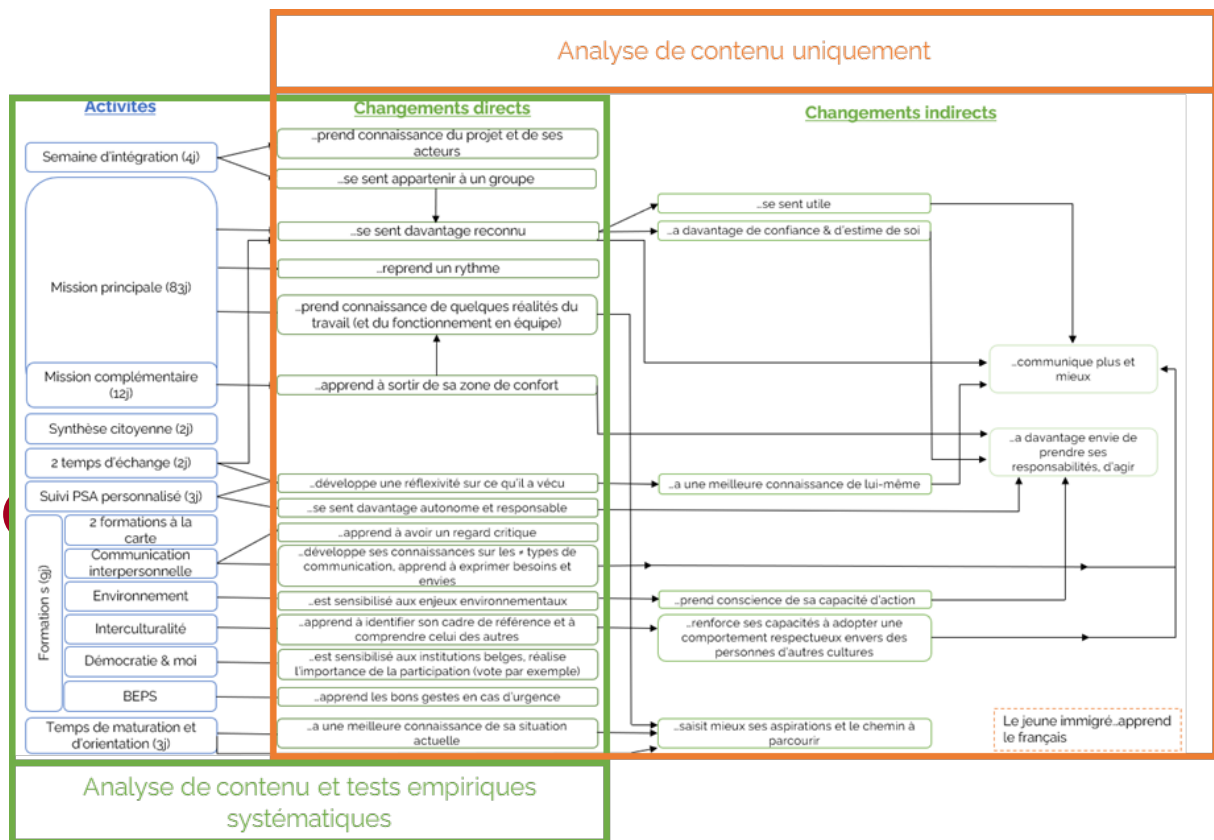 Analyse de contenu uniquement
Activités
Changements directs
Changements indirects
Semaine d'intégration (4j)
Mission principale (83j)
Mission complémentaire
(12j)
Synthèse citoyenne (2j)
2 temps d'échange (2j)
Suivi PSA personnalisé (3j)
Formation s (9j)
2 formations à la
carte
Communication
interpersonnelle
Environnement
Interculturalité
Démocratie & moi
BEPS
Temps de maturation et
d'orientation (3j)
…prend connaissance du projet et de ses
acteurs
…se sent appartenir à un groupe
…se sent davantage reconnu
…reprend un rythme
…prend connaissance de quelques réalités du
travail (et du fonctionnement en équipe)
…apprend à sortir de sa zone de confort
…développe une réflexivité sur ce qu'il a vécu
…se sent davantage autonome et responsable
…apprend à avoir un regard critique
…développe ses connaissances sur les ≠ types de
communication, apprend à exprimer besoins et
envies
…est sensibilisé aux enjeux environnementaux
…apprend à identifier son cadre de référence et à
comprendre celui des autres
…est sensibilisé aux institutions belges, réalise
l'importance de la participation (vote par exemple)
…apprend les bons gestes en cas d'urgence
…a une meilleure connaissance de sa situation
actuelle
…se sent utile
…a davantage de confiance & d'estime de soi
…a une meilleure connaissance de lui-même
…prend conscience de sa capacité d'action
…renforce ses capacités à adopter une
comportement respectueux envers des
personnes d'autres cultures
…saisit mieux ses aspirations et le chemin à
parcourir
…communique plus et
mieux
…a davantage envie de
prendre ses
responsabilités, d'agir
Le jeune immigré…apprend
le français
Analyse de contenu et tests empiriques
systématiques